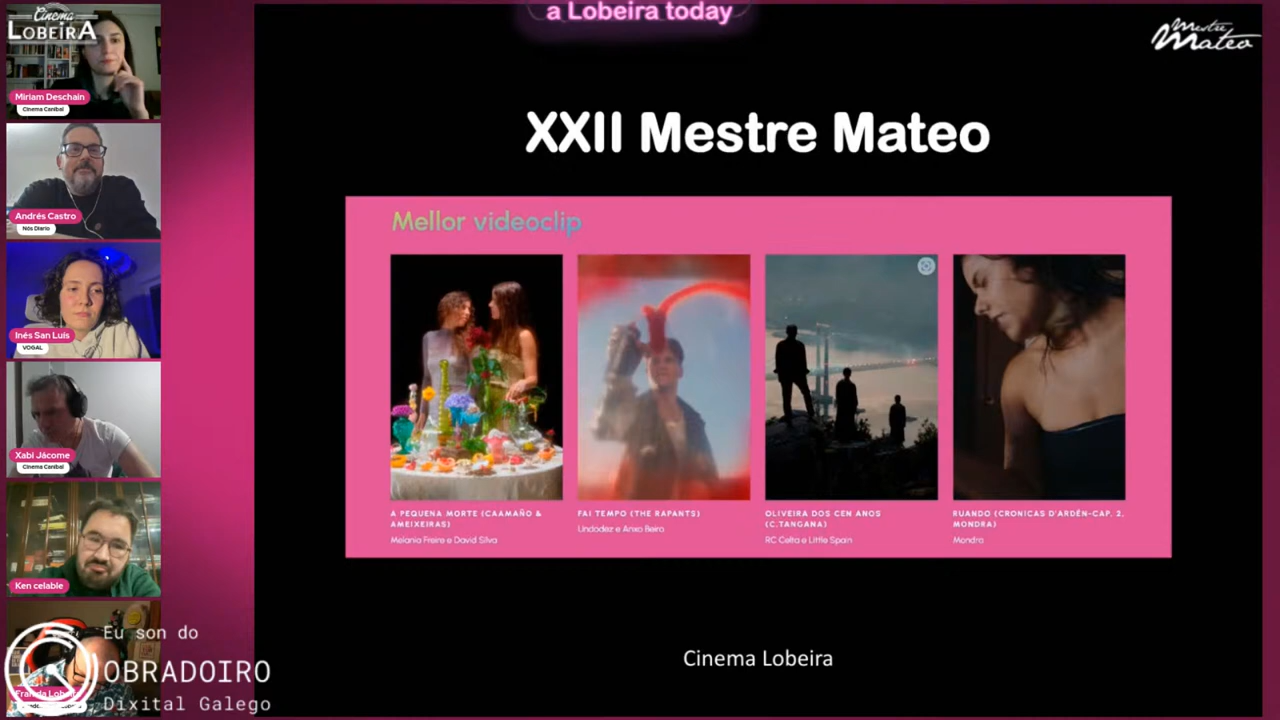 Cinema
LOBEIRA
Miriam Deschain
Cinema Caníbal
Andrés Castro
Nós Diario
Inés San Luís
VOGAL
Xabi Jácome
Cinema Caníbal
Ken celable
Eu son do
OBRADOIRO
Dixital Galego
a Lobeira today
Mestre
Mateo
XXII Mestre Mateo
Mellor videoclip
A PEQUENA MORTE (CAAMAÑO &
AMEIXEIRAS)
Melania Freire e David Silva
FAI TEMPO (THE RAPANTS)
Undodez e Anxo Beiro
OLIVEIRA DOS CEN ANOS
(C.TANGANA)
RC Celta e Little Spain
RUANDO (CRONICAS D'ARDÉN-CAP. 2,
MONDRA)
Mondra
Cinema Lobeira